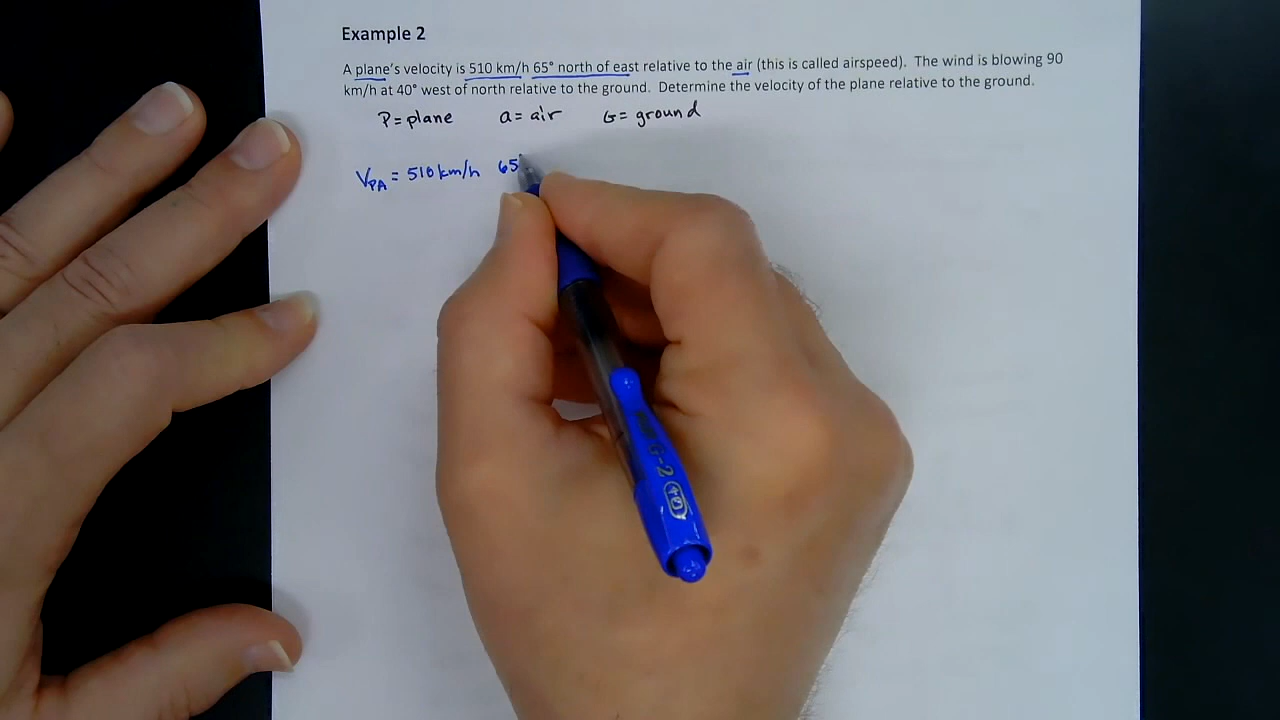 Example 2
A plane's velocity is 510 km/h 65° north of east relative to the air (this is called airspeed). The wind is blowing 90
km/h at 40° west of north relative to the ground. Determine the velocity of the plane relative to the ground.
P = plane a = air G = ground
V_PA = 510 km/h 65°
G-2